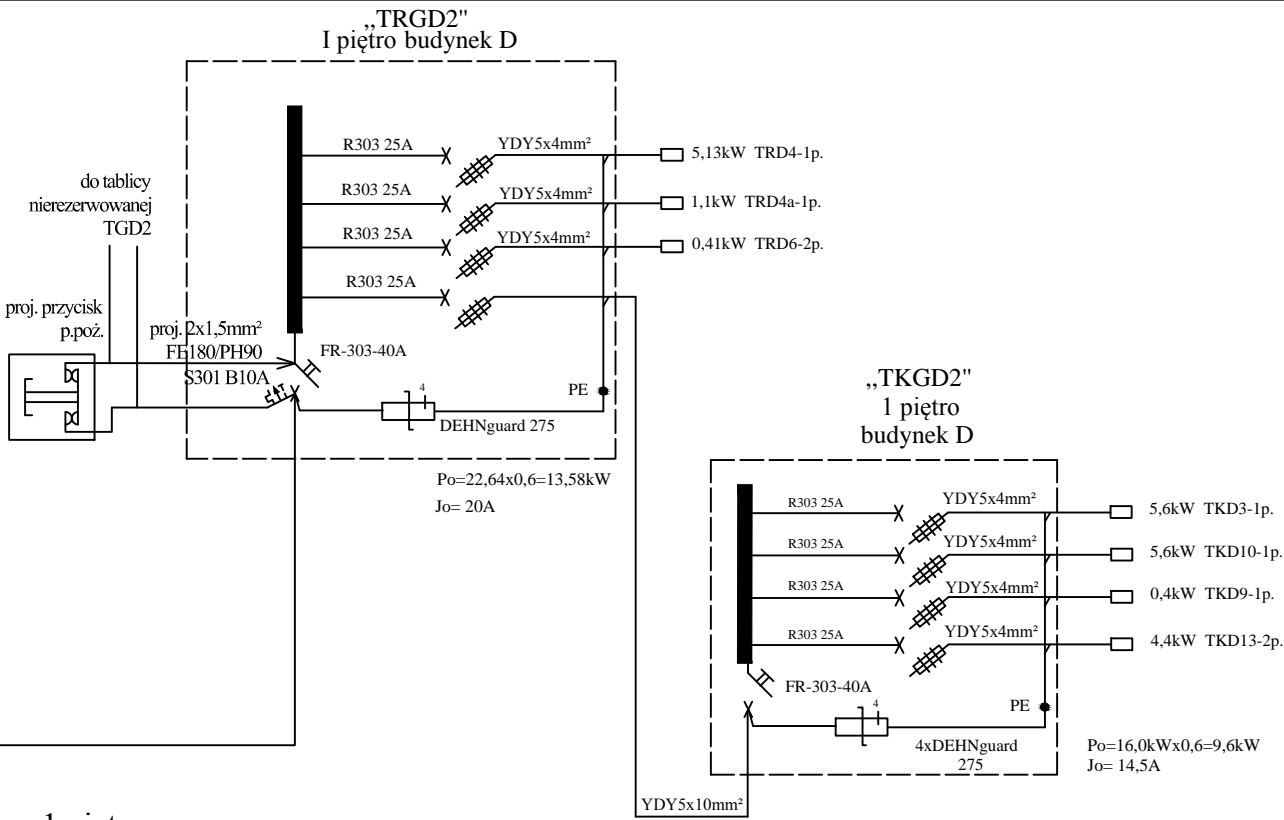 „TRGD2"
I piętro budynek D
R303 25A
YDY5x4mm²
5,13kW TRD4-1p.
R303 25A
YDY5x4mm²
1,1kW TRD4a-1p.
R303 25A
YDY5x4mm²
0,41kW TRD6-2p.
R303 25A
do tablicy
nierezerwowanej
TGD2
proj. przycisk
p.poż.
proj. 2x1,5mm²
FE180/PH90
S301 B10A
FR-303-40A
4
DEHNguard 275
PE
Po=22,64x0,6=13,58kW
Jo= 20A
„TKGD2"
1 piętro
budynek D
R303 25A
YDY5x4mm²
5,6kW TKD3-1p.
R303 25A
YDY5x4mm²
5,6kW TKD10-1p.
R303 25A
YDY5x4mm²
0,4kW TKD9-1p.
R303 25A
YDY5x4mm²
4,4kW TKD13-2p.
FR-303-40A
4
PE
4xDEHNguard
275
Po=16,0kWx0,6=9,6kW
Jo= 14,5A
YDY5x10mm²